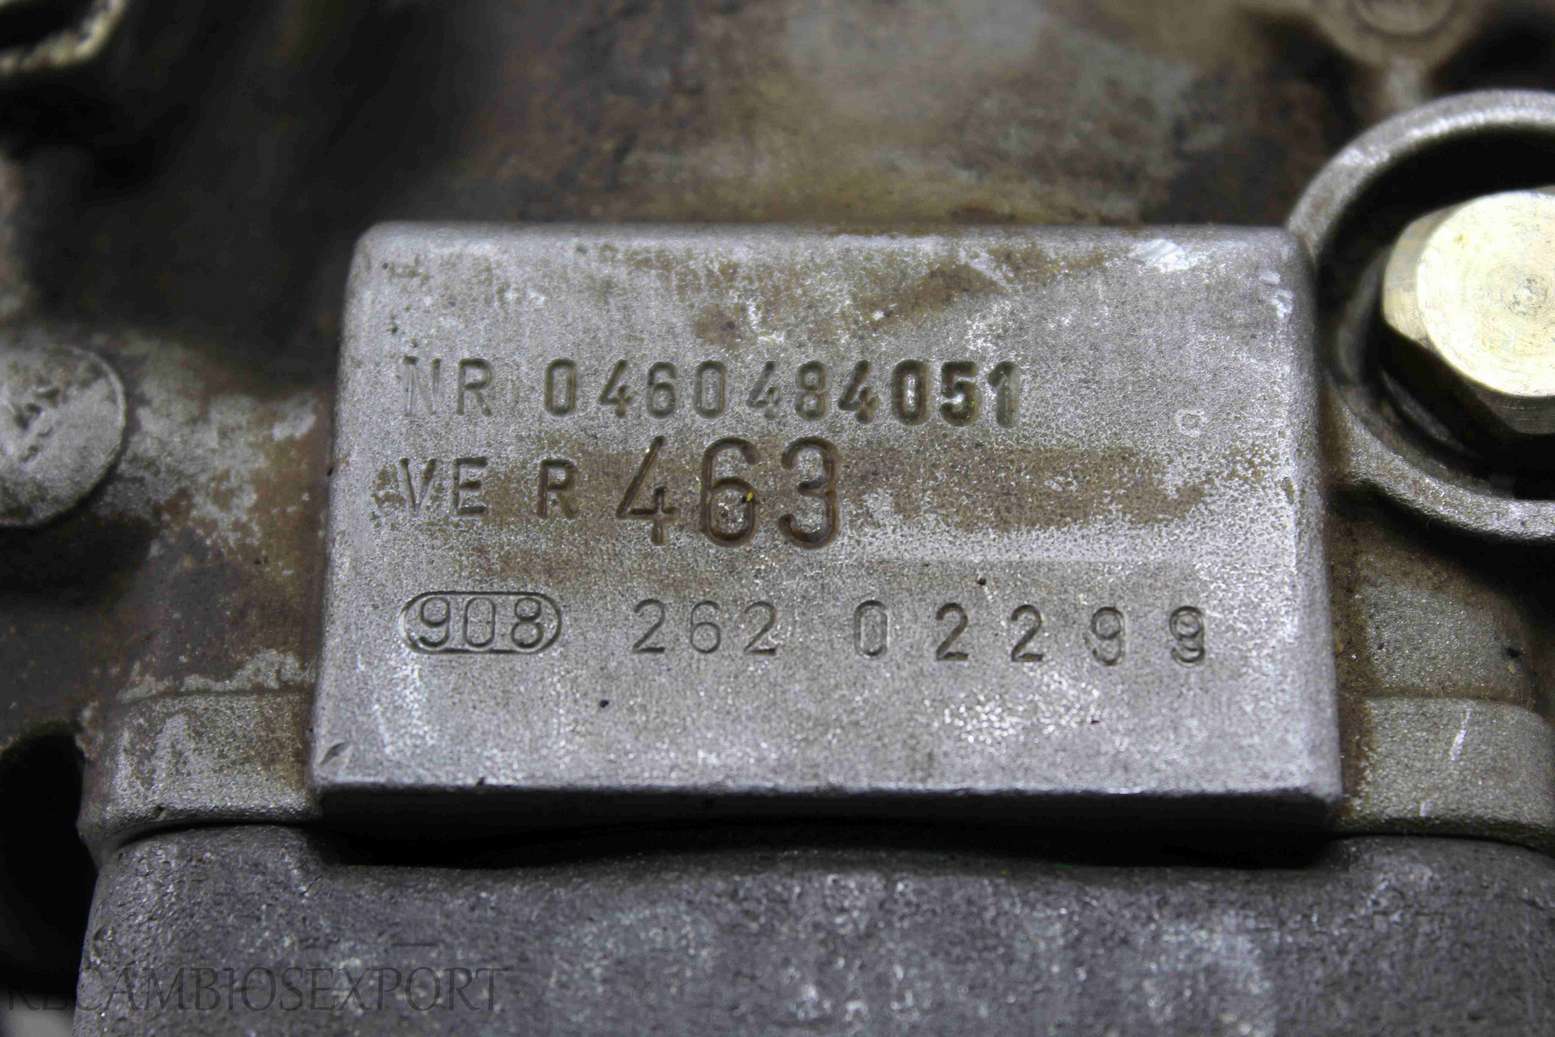 NR 0460484051
VE R 463
908 262 02299
RECAMBIOSEXPORT